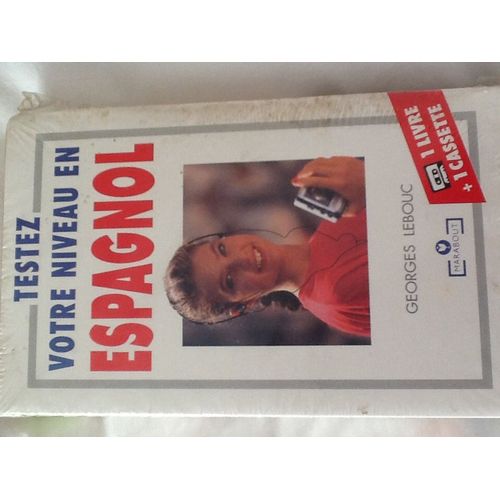 TESTEZ
VOTRE NIVEAU EN
ESPAGNOL
GEORGES LEBOUC
1 LIVRE
+ 1 CASSETTE
MARABOUT